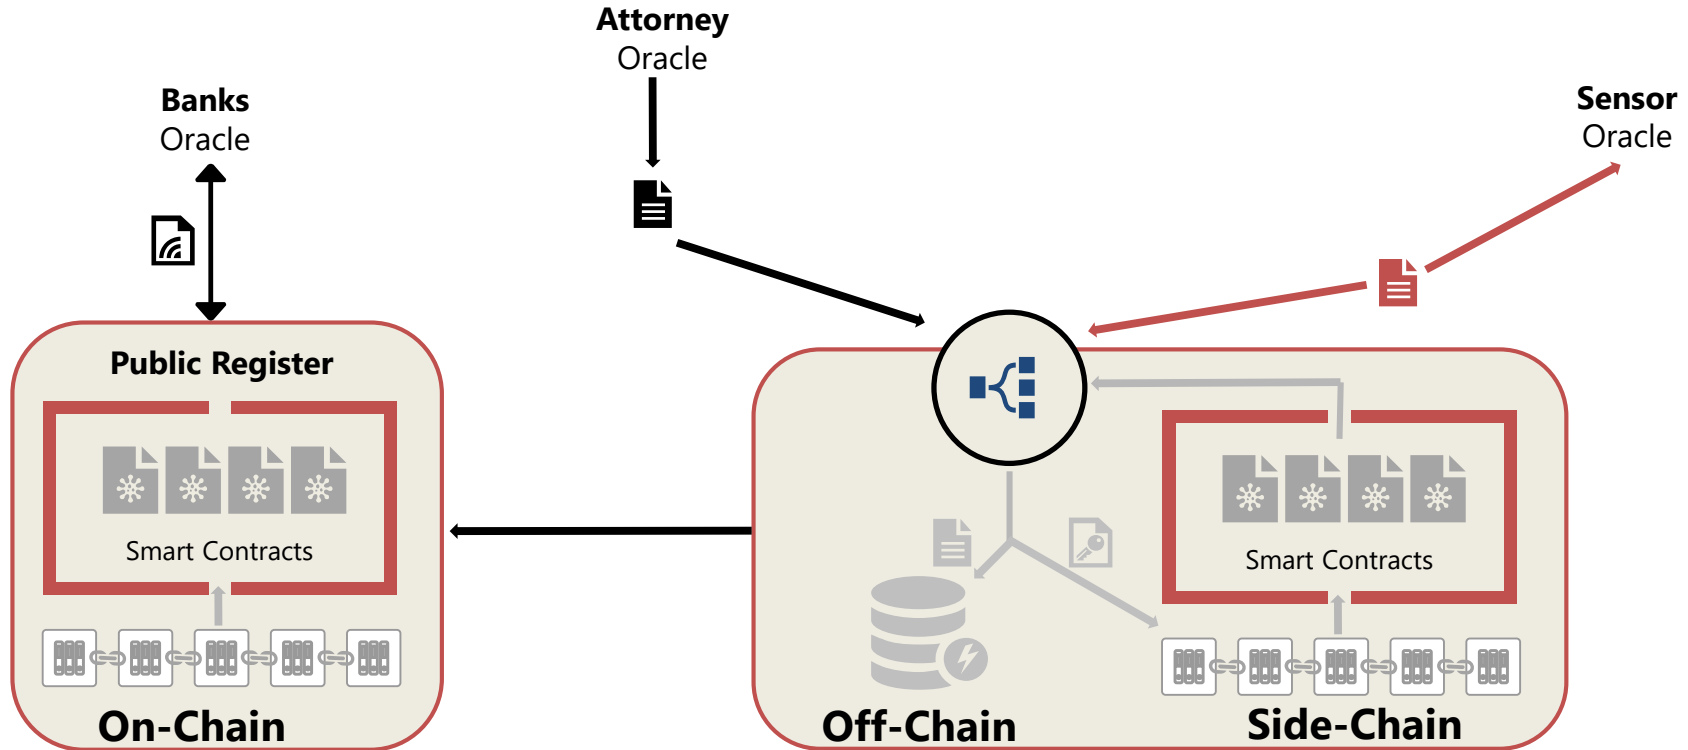 Attorney
Oracle
Banks
Oracle
Sensor
Oracle
Public Register
Smart Contracts
On-Chain
Smart Contracts
Off-Chain
Side-Chain